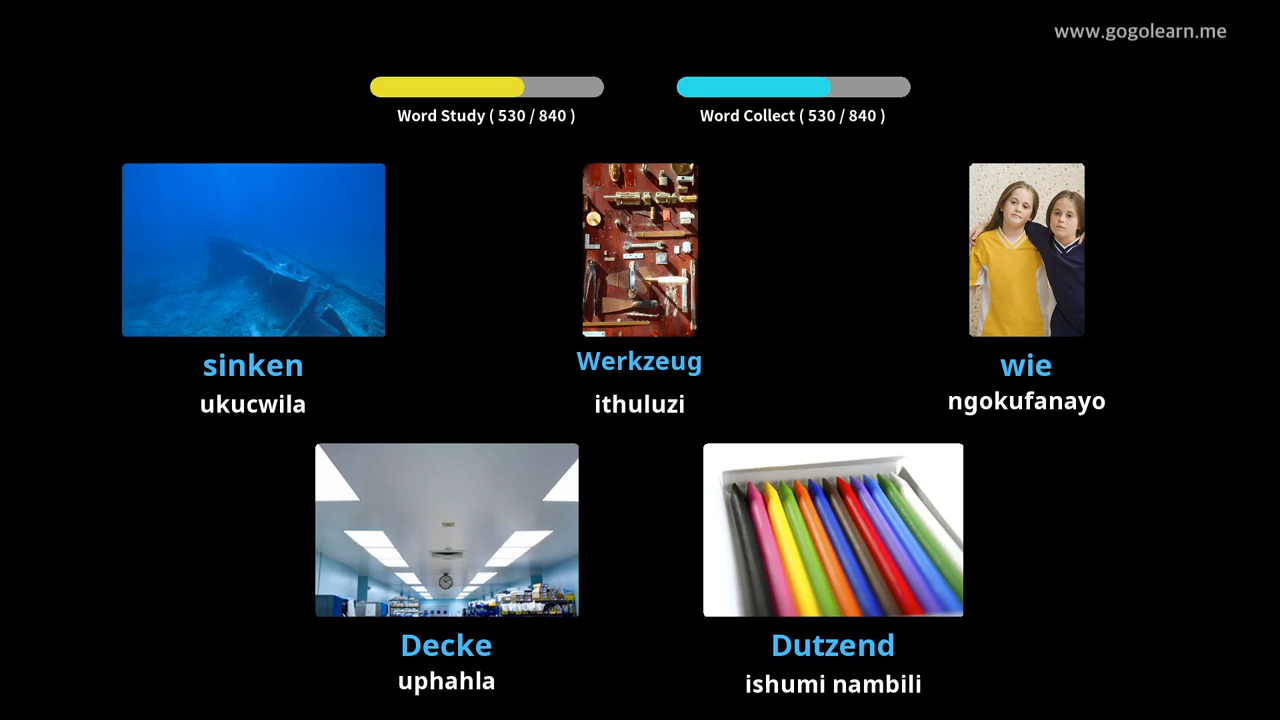 www.gogolearn.me
Word Study ( 530 / 840 )
Word Collect ( 530 / 840 )
sinken
ukucwila
Werkzeug
ithuluzi
wie
ngokufanayo
Decke
uphahla
Dutzend
ishumi nambili